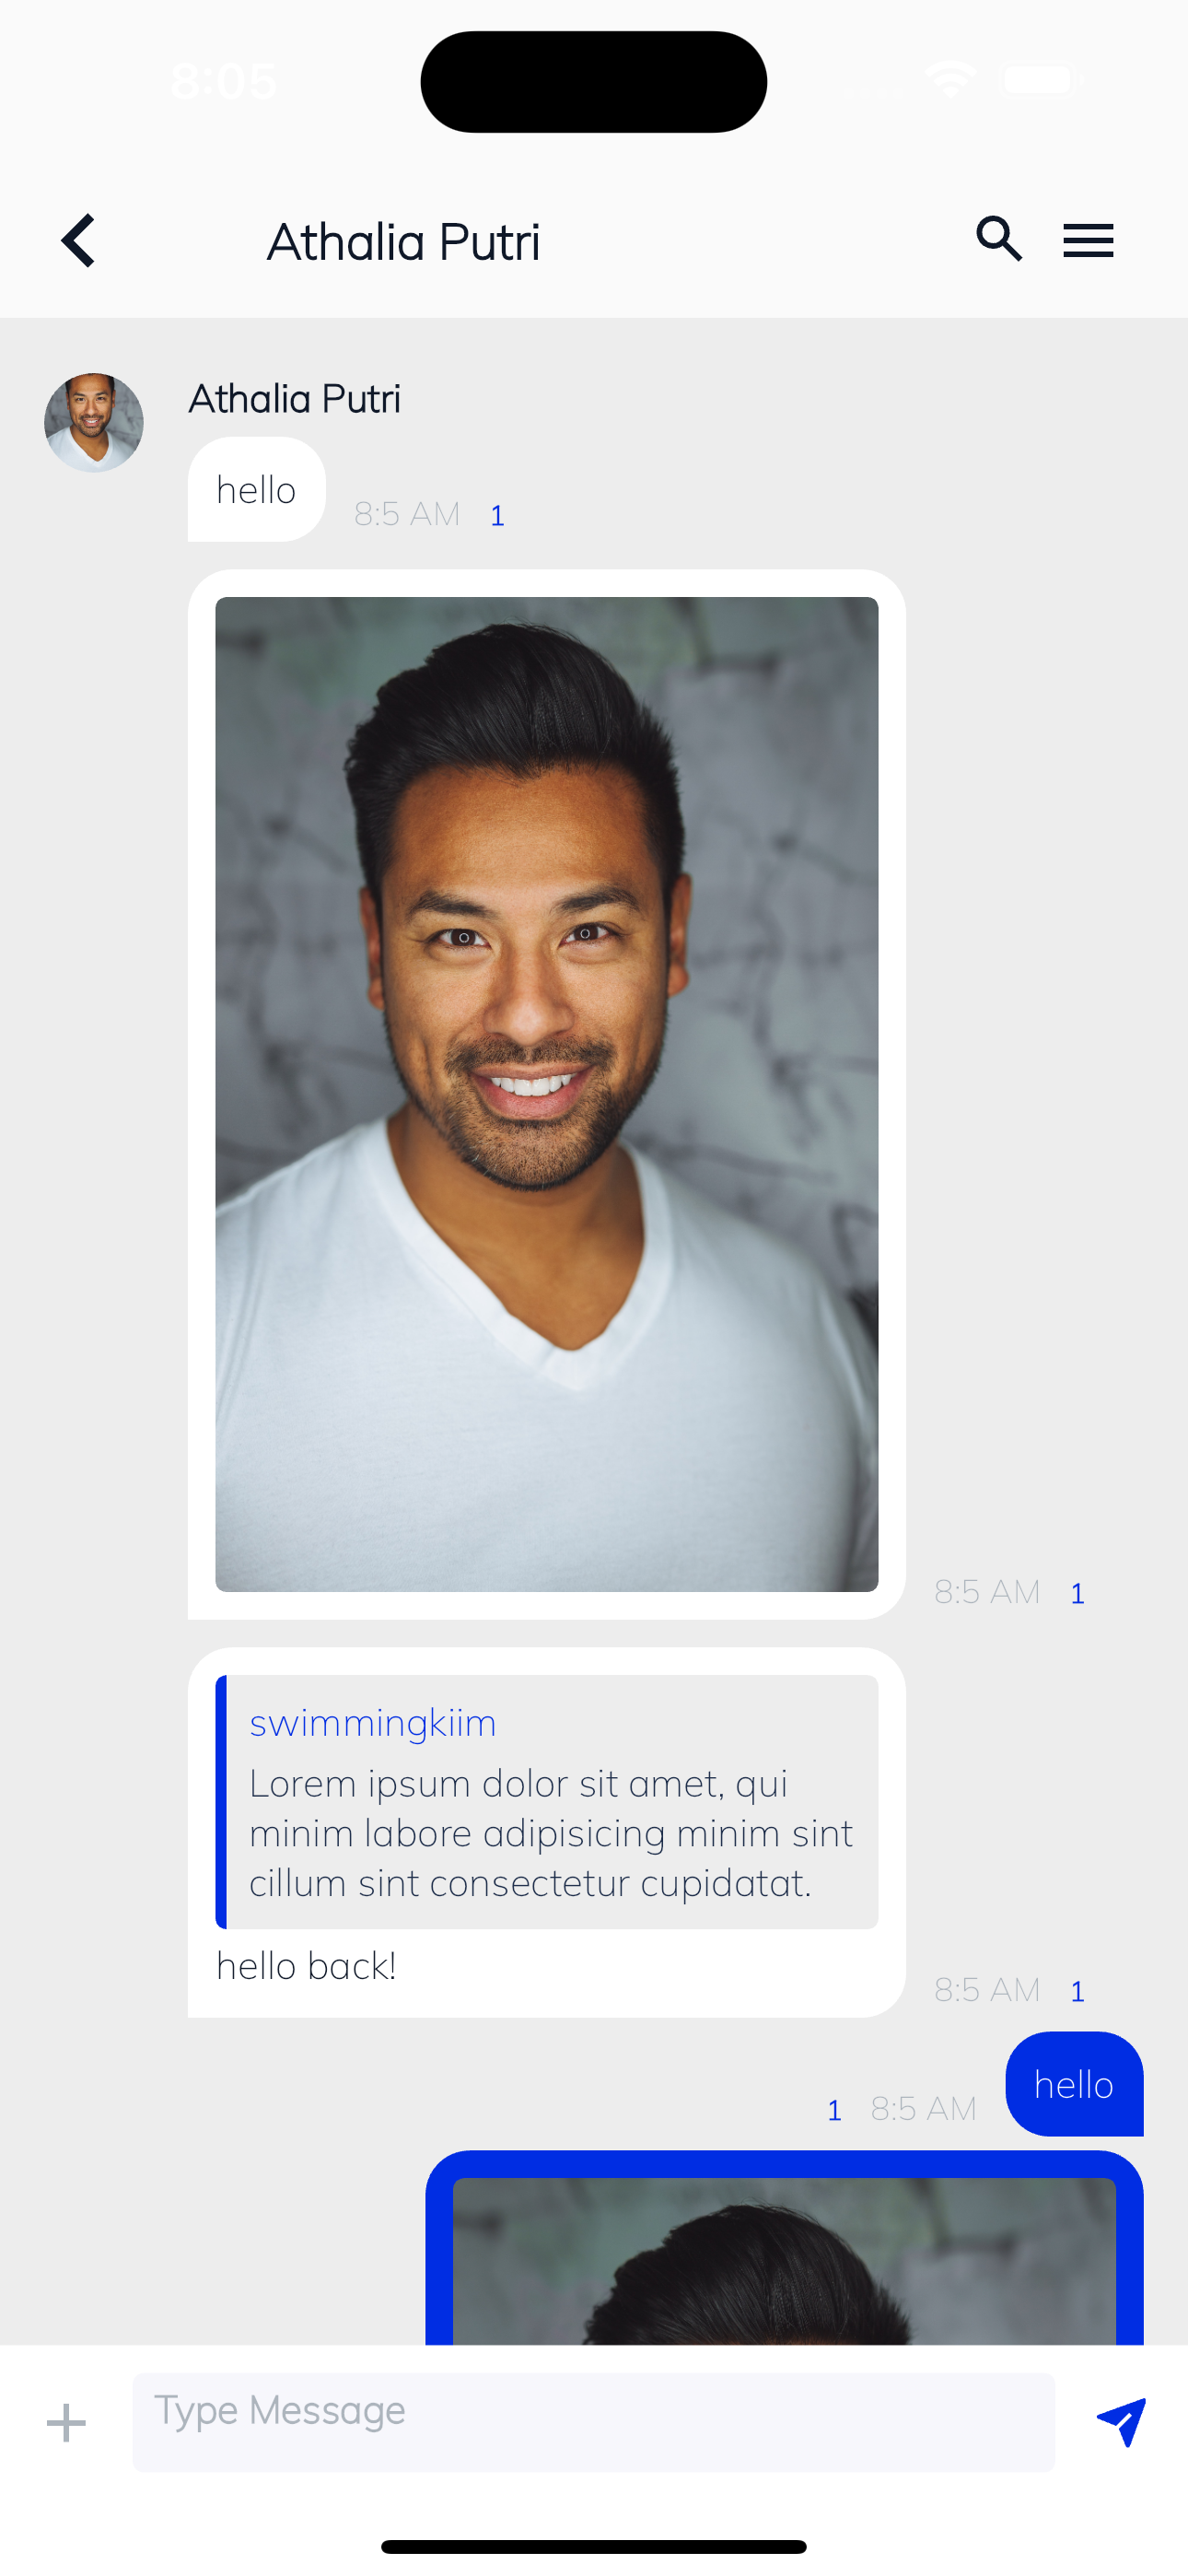 8:05
Athalia Putri
Athalia Putri
hello
8:5 AM 1
8:5 AM 1
swimmingkiim
Lorem ipsum dolor sit amet, qui
minim labore adipisicing minim sint
cillum sint consectetur cupidatat.
hello back!
8:5 AM 1
hello
1 8:5 AM
Type Message